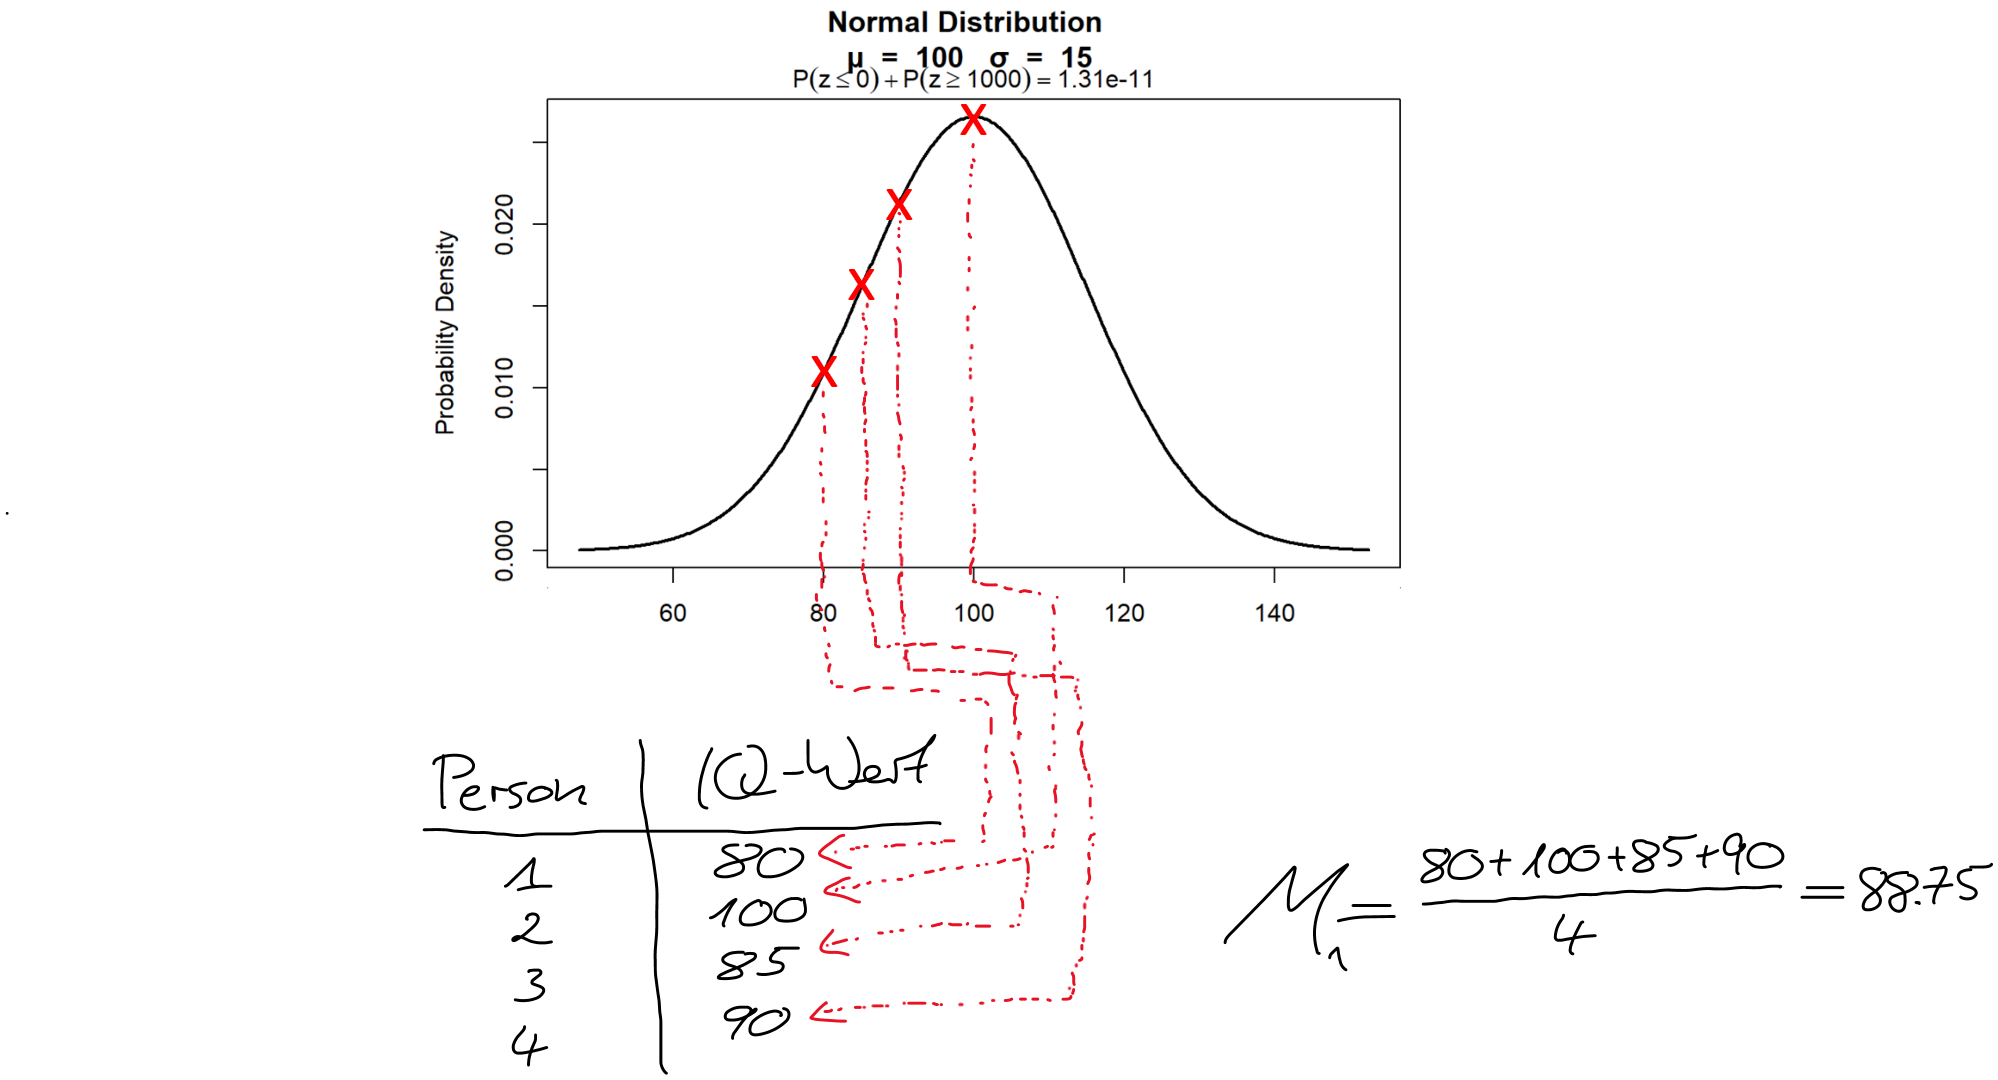 Normal Distribution
μ = 100 σ = 15
P(z ≤ 0) + P(z ≥ 1000) = 1.31e-11
Probability Density
0.020
0.010
0.000
60 80 100 120 140
Person IQ-Wert
1 80
2 100
3 85
4 90
M₁ = (80+100+85+90)/4 = 88.75